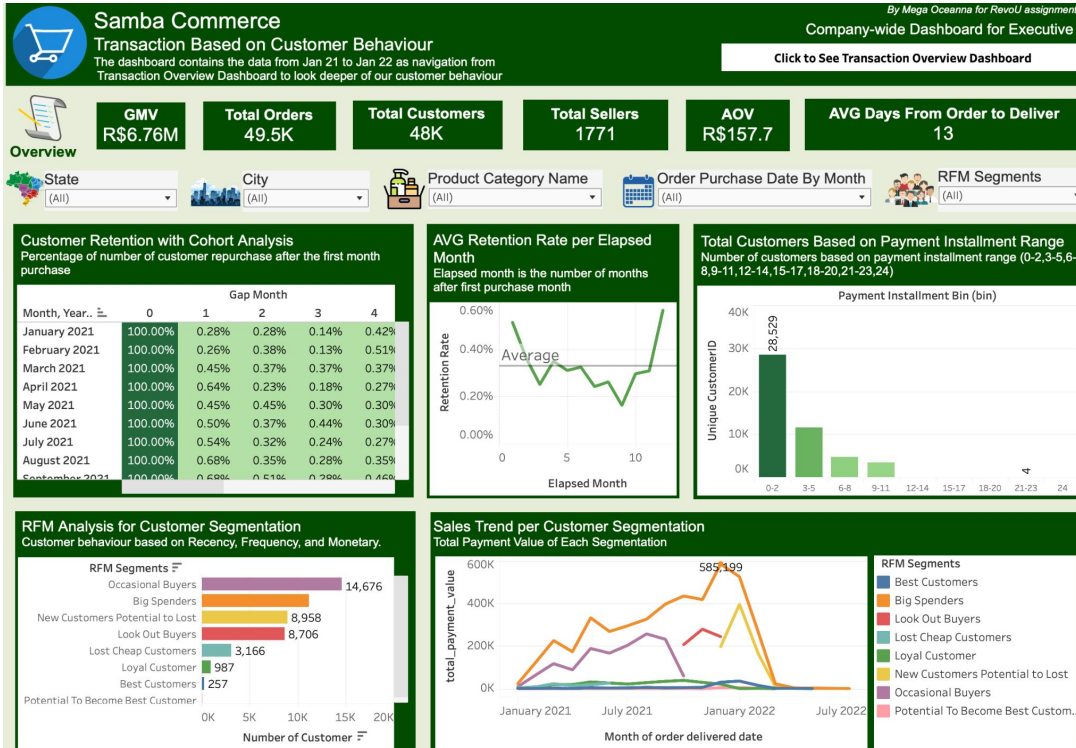 By Mega Oceanna for RevoU assignment
Samba Commerce
Transaction Based on Customer Behaviour
The dashboard contains the data from Jan 21 to Jan 22 as navigation from
Transaction Overview Dashboard to look deeper of our customer behaviour
Company-wide Dashboard for Executive
Click to See Transaction Overview Dashboard
Overview
GMV
R$6.76M
Total Orders
49.5K
Total Customers
48K
Total Sellers
1771
AOV
R$157.7
AVG Days From Order to Deliver
13
State
(All)
City
(All)
Product Category Name
(All)
Order Purchase Date By Month
(All)
RFM Segments
(All)
Customer Retention with Cohort Analysis
Percentage of number of customer repurchase after the first month
purchase
Gap Month
Month, Year.. 0 1 2 3 4
January 2021 100.00% 0.28% 0.28% 0.14% 0.42%
February 2021 100.00% 0.26% 0.38% 0.13% 0.51%
March 2021 100.00% 0.45% 0.37% 0.37% 0.37%
April 2021 100.00% 0.64% 0.23% 0.18% 0.27%
May 2021 100.00% 0.45% 0.45% 0.30% 0.30%
June 2021 100.00% 0.50% 0.37% 0.44% 0.30%
July 2021 100.00% 0.54% 0.32% 0.24% 0.27%
August 2021 100.00% 0.68% 0.35% 0.28% 0.35%
September 2021 100.00% 0.68% 0.51% 0.28% 0.46%
AVG Retention Rate per Elapsed
Month
Elapsed month is the number of months
after first purchase month
0.60%
0.40%
0.20%
0.00%
Retention Rate
Average
0 5 10
Elapsed Month
Total Customers Based on Payment Installment Range
Number of customers based on payment installment range (0-2,3-5,6-
8,9-11,12-14,15-17,18-20,21-23,24)
Payment Installment Bin (bin)
40K
30K
20K
10K
0K
Unique CustomerID
28,529
4
0-2 3-5 6-8 9-11 12-14 15-17 18-20 21-23 24
RFM Analysis for Customer Segmentation
Customer behaviour based on Recency, Frequency, and Monetary.
RFM Segments
Occasional Buyers 14,676
Big Spenders
New Customers Potential to Lost 8,958
Look Out Buyers 8,706
Lost Cheap Customers 3,166
Loyal Customer 987
Best Customers 257
Potential To Become Best Customer
0K 5K 10K 15K 20K
Number of Customer
Sales Trend per Customer Segmentation
Total Payment Value of Each Segmentation
600K
400K
200K
0K
total_payment_value
585,199
January 2021 July 2021 January 2022 July 2022
Month of order delivered date
RFM Segments
Best Customers
Big Spenders
Look Out Buyers
Lost Cheap Customers
Loyal Customer
New Customers Potential to Lost
Occasional Buyers
Potential To Become Best Custom..